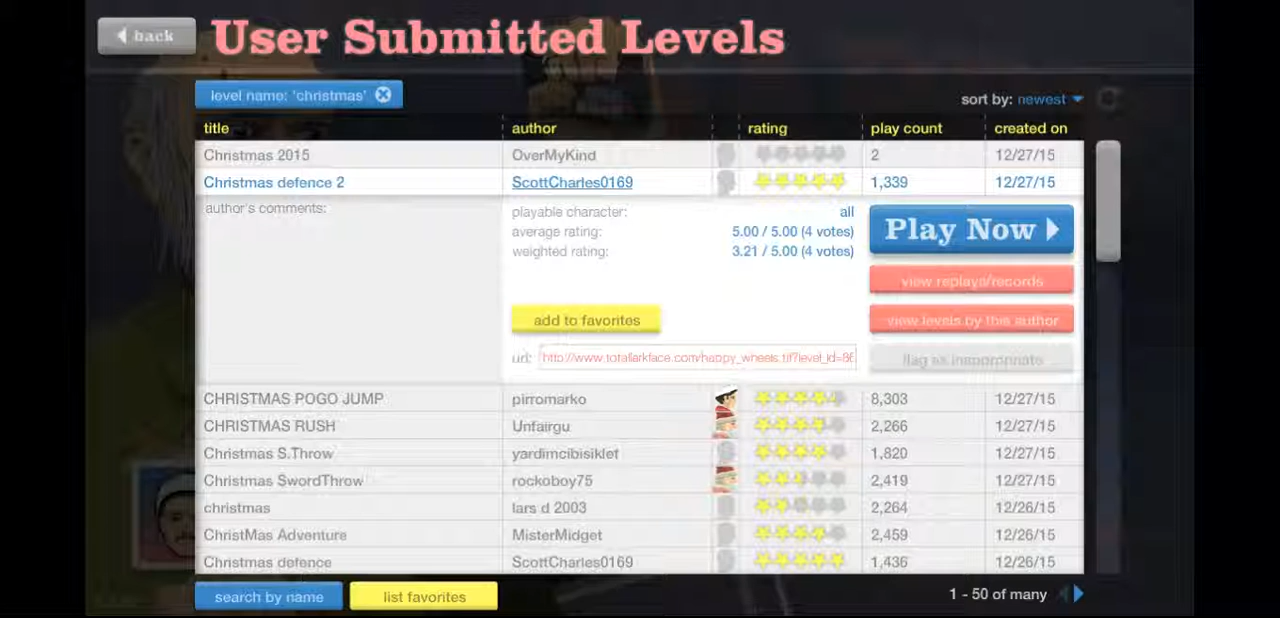 back
User Submitted Levels
level name: 'christmas'
sort by: newest
title author rating play count created on
Christmas 2015 OverMyKind 2 12/27/15
Christmas defence 2 ScottCharles0169 1,339 12/27/15
author's comments:
playable character: all
average rating: 5.00 / 5.00 (4 votes)
weighted rating: 3.21 / 5.00 (4 votes)
Play Now
view replays/records
add to favorites
view levels by this author
url:
flag as inappropriate
CHRISTMAS POGO JUMP pirromarko 8,303 12/27/15
CHRISTMAS RUSH Unfairgu 2,266 12/27/15
Christmas S.Throw yardimcibisiklet 1,820 12/27/15
Christmas SwordThrow rockoboy75 2,419 12/27/15
christmas lars d 2003 2,264 12/26/15
ChristMas Adventure MisterMidget 2,459 12/26/15
Christmas defence ScottCharles0169 1,436 12/26/15
search by name
list favorites
1 - 50 of many